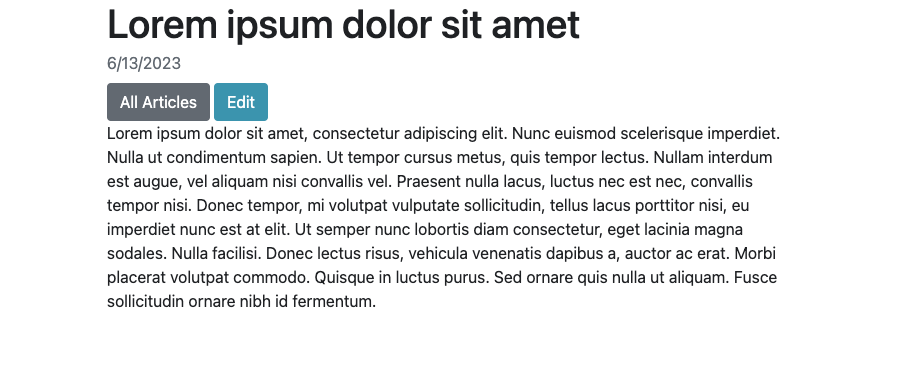 Lorem ipsum dolor sit amet
6/13/2023
All Articles Edit
Lorem ipsum dolor sit amet, consectetur adipiscing elit. Nunc euismod scelerisque imperdiet.
Nulla ut condimentum sapien. Ut tempor cursus metus, quis tempor lectus. Nullam interdum
est augue, vel aliquam nisi convallis vel. Praesent nulla lacus, luctus nec est nec, convallis
tempor nisi. Donec tempor, mi volutpat vulputate sollicitudin, tellus lacus porttitor nisi, eu
imperdiet nunc est at elit. Ut semper nunc lobortis diam consectetur, eget lacinia magna
sodales. Nulla facilisi. Donec lectus risus, vehicula venenatis dapibus a, auctor ac erat. Morbi
placerat volutpat commodo. Quisque in luctus purus. Sed ornare quis nulla ut aliquam. Fusce
sollicitudin ornare nibh id fermentum.